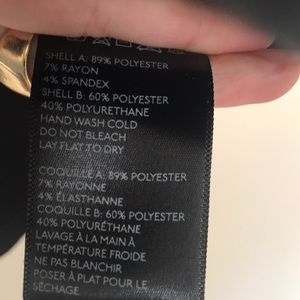 SHELL A: 89% POLYESTER
7% RAYON
4% SPANDEX
SHELL B: 60% POLYESTER
40% POLYURETHANE
HAND WASH COLD
DO NOT BLEACH
LAY FLAT TO DRY
COQUILLE A: 89% POLYESTER
7% RAYONNE
4% ÉLASTHANNE
COQUILLE B: 60% POLYESTER
40% POLYURÉTHANE
LAVAGE À LA MAIN À
TEMPÉRATURE FROIDE
NE PAS BLANCHIR
POSER À PLAT POUR LE
SÉCHAGE